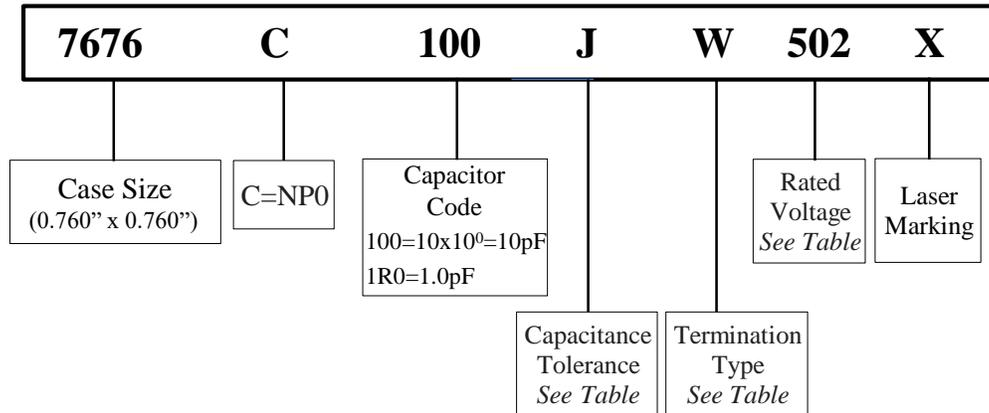 7676 C 100 J W 502 X
Case Size
(0.760” x 0.760”)
C=NP0
Capacitor
Code
100=10x10⁰=10pF
1R0=1.0pF
Rated
Voltage
See Table
Laser
Marking
Capacitance
Tolerance
See Table
Termination
Type
See Table